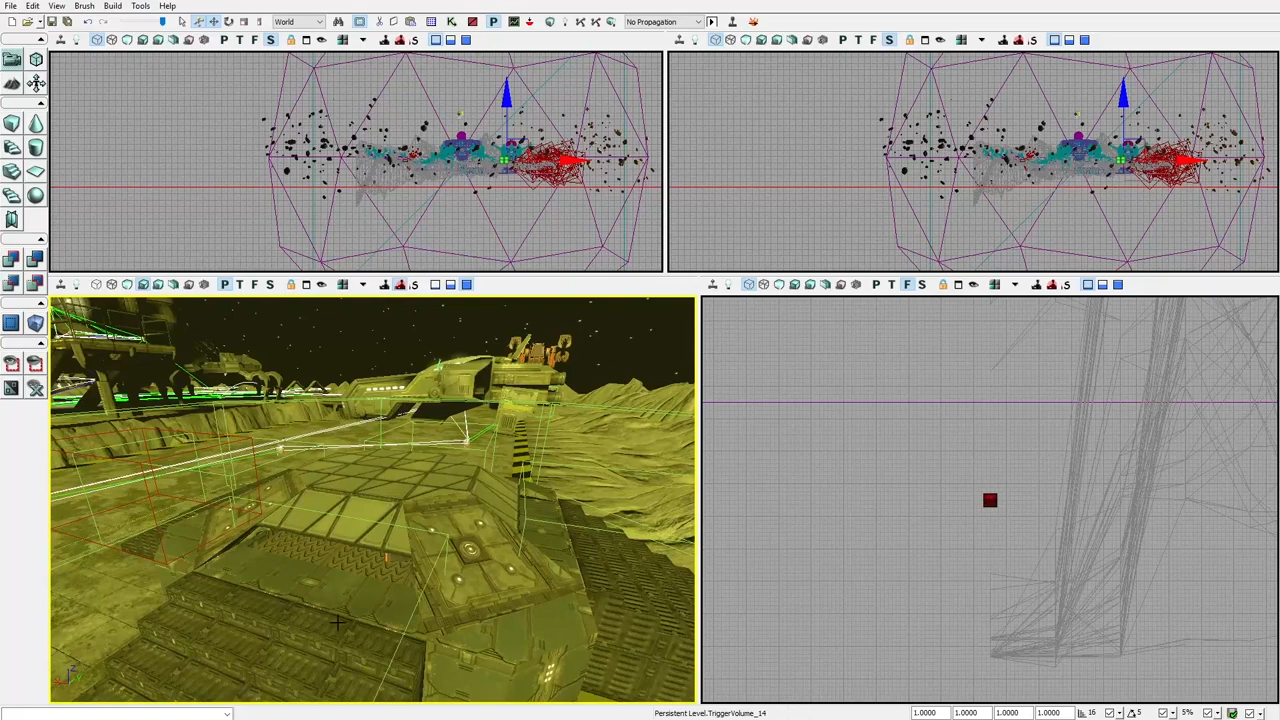 File Edit View Brush Build Tools Help
World
P
No Propagation
P T F S
P T F S
P T F S
P T F S
Z
Persistent Level.TriggerVolume_14
1.0000 1.0000 1.0000 1.0000 16 5 5%